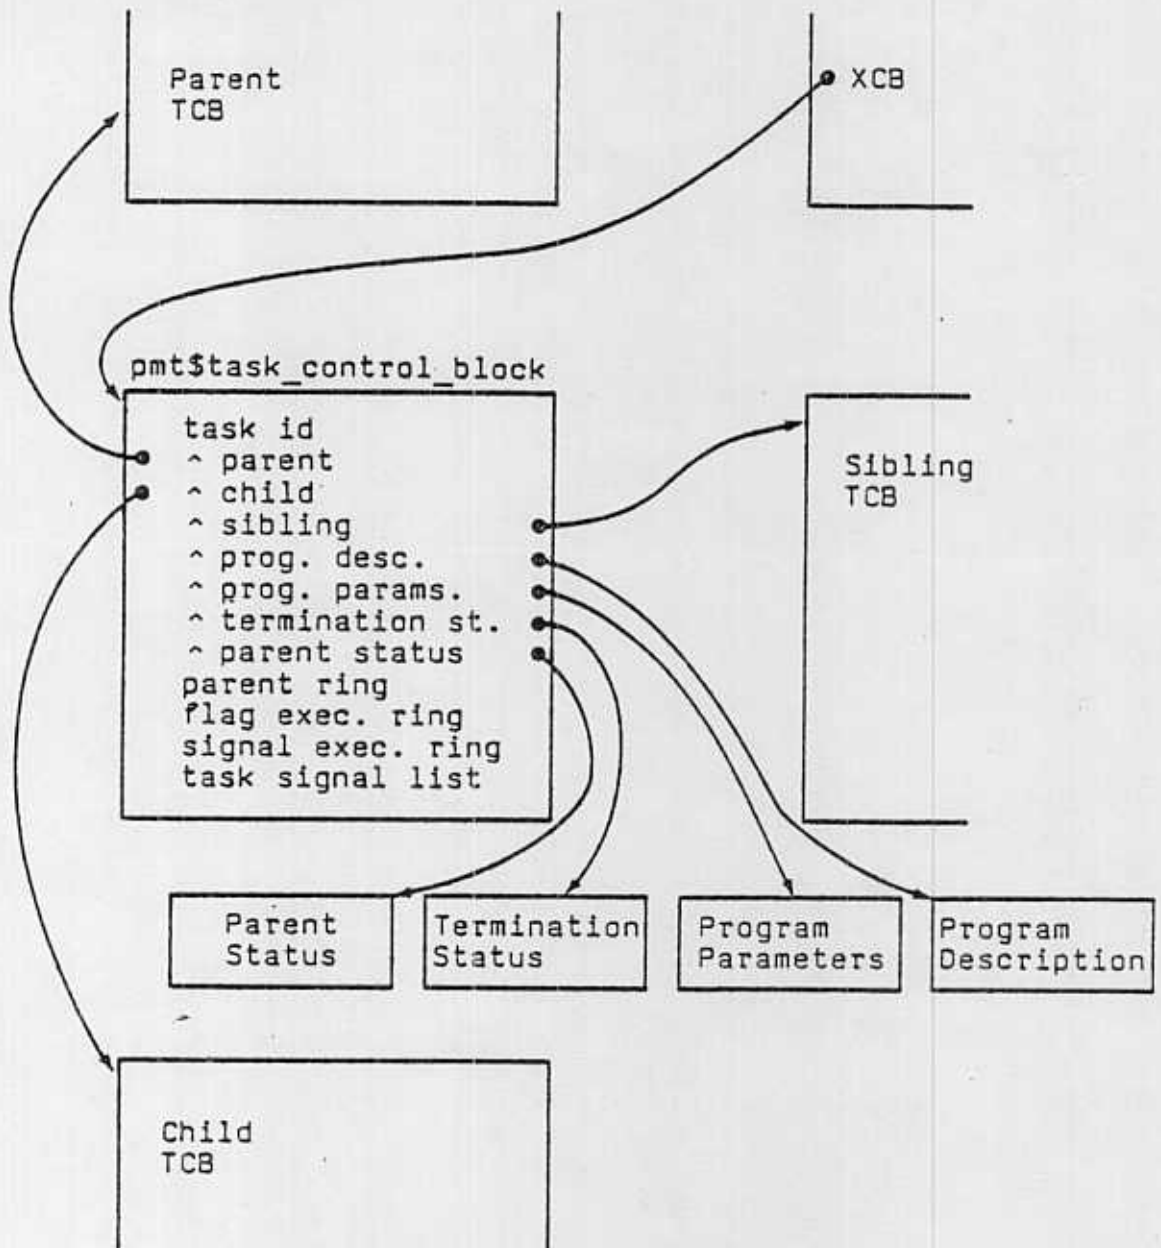 Parent
TCB
XCB
pmt$task_control_block
task id
^ parent
^ child
^ sibling
^ prog. desc.
^ prog. params.
^ termination st.
^ parent status
parent ring
flag exec. ring
signal exec. ring
task signal list
Sibling
TCB
Parent
Status
Termination
Status
Program
Parameters
Program
Description
Child
TCB